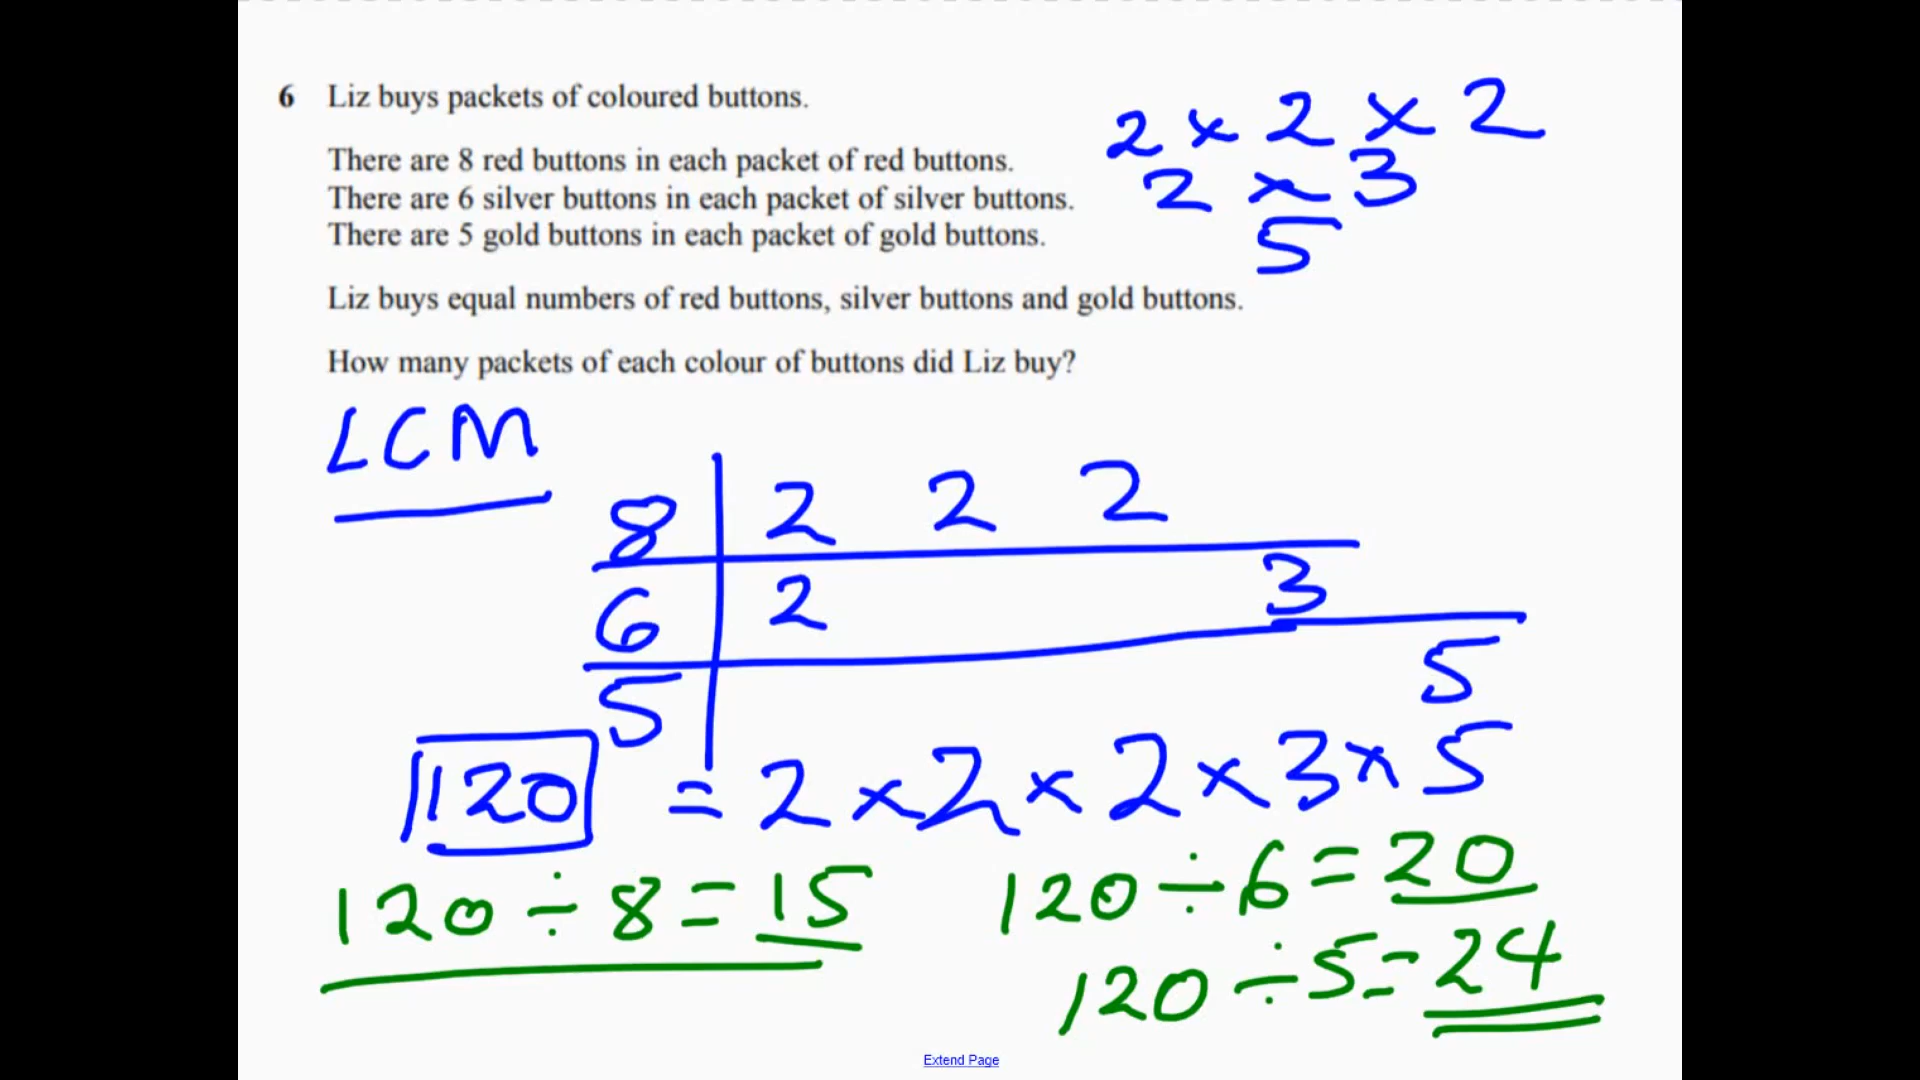 6 Liz buys packets of coloured buttons.
2 × 2 × 2
There are 8 red buttons in each packet of red buttons.
2 × 3
There are 6 silver buttons in each packet of silver buttons.
There are 5 gold buttons in each packet of gold buttons.
5
Liz buys equal numbers of red buttons, silver buttons and gold buttons.
How many packets of each colour of buttons did Liz buy?
LCM
8 2 2 2
6 2 3
5 5
120 = 2 × 2 × 2 × 3 × 5
120 ÷ 8 = 15
120 ÷ 6 = 20
120 ÷ 5 = 24
Extend Page